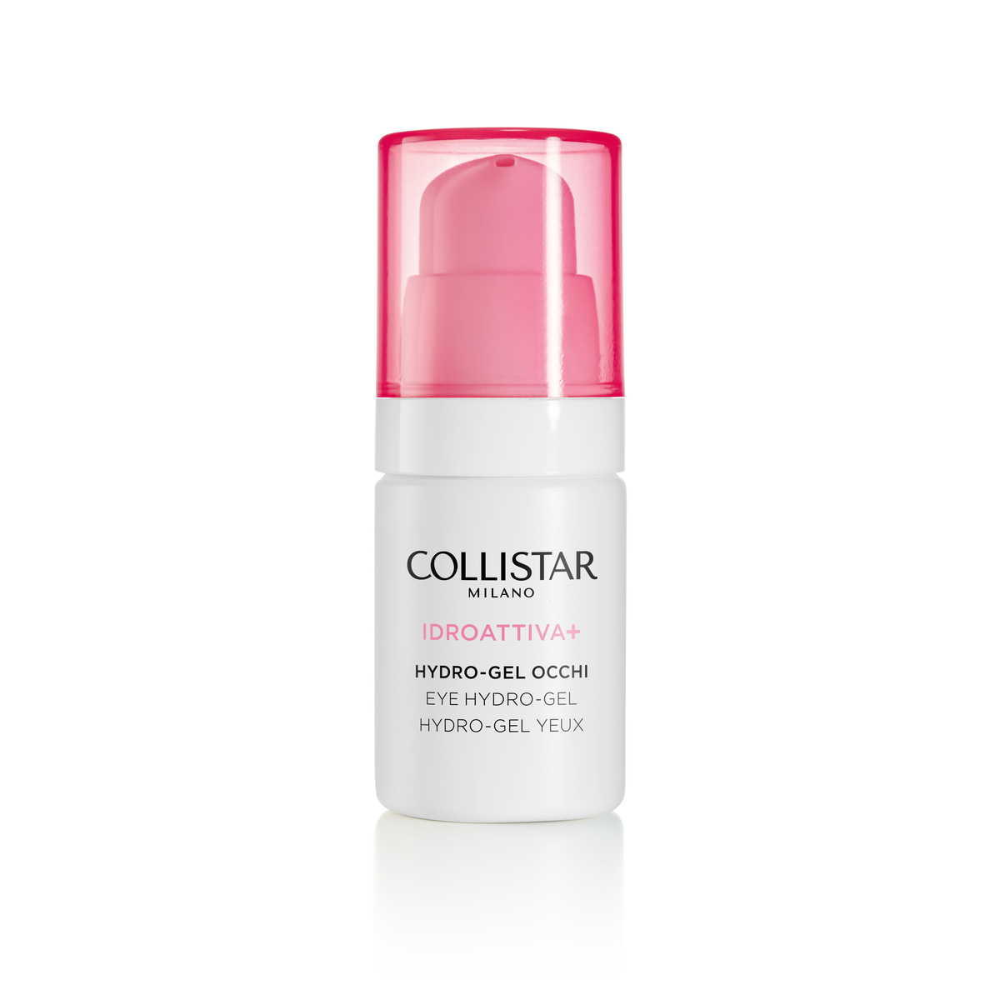 COLLISTAR
MILANO
IDROATTIVA+
HYDRO-GEL OCCHI
EYE HYDRO-GEL
HYDRO-GEL YEUX